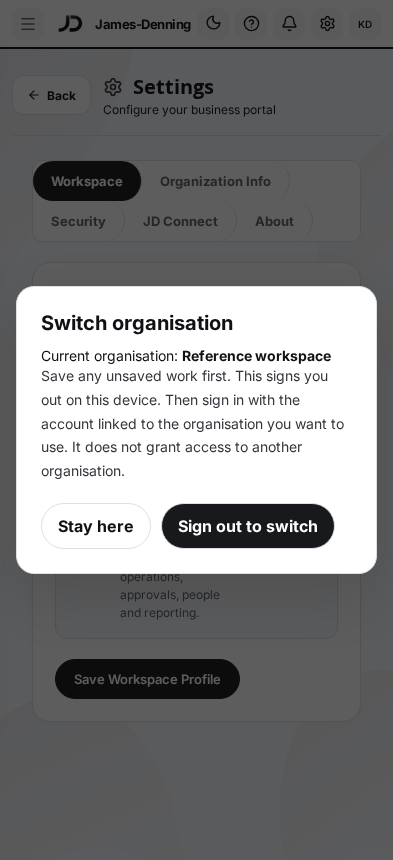 JD James-Denning KD
Back
Settings
Configure your business portal
Workspace Organization Info
Security JD Connect About
Switch organisation
Current organisation: Reference workspace
Save any unsaved work first. This signs you
out on this device. Then sign in with the
account linked to the organisation you want to
use. It does not grant access to another
organisation.
Stay here Sign out to switch
operations,
approvals, people
and reporting.
Save Workspace Profile